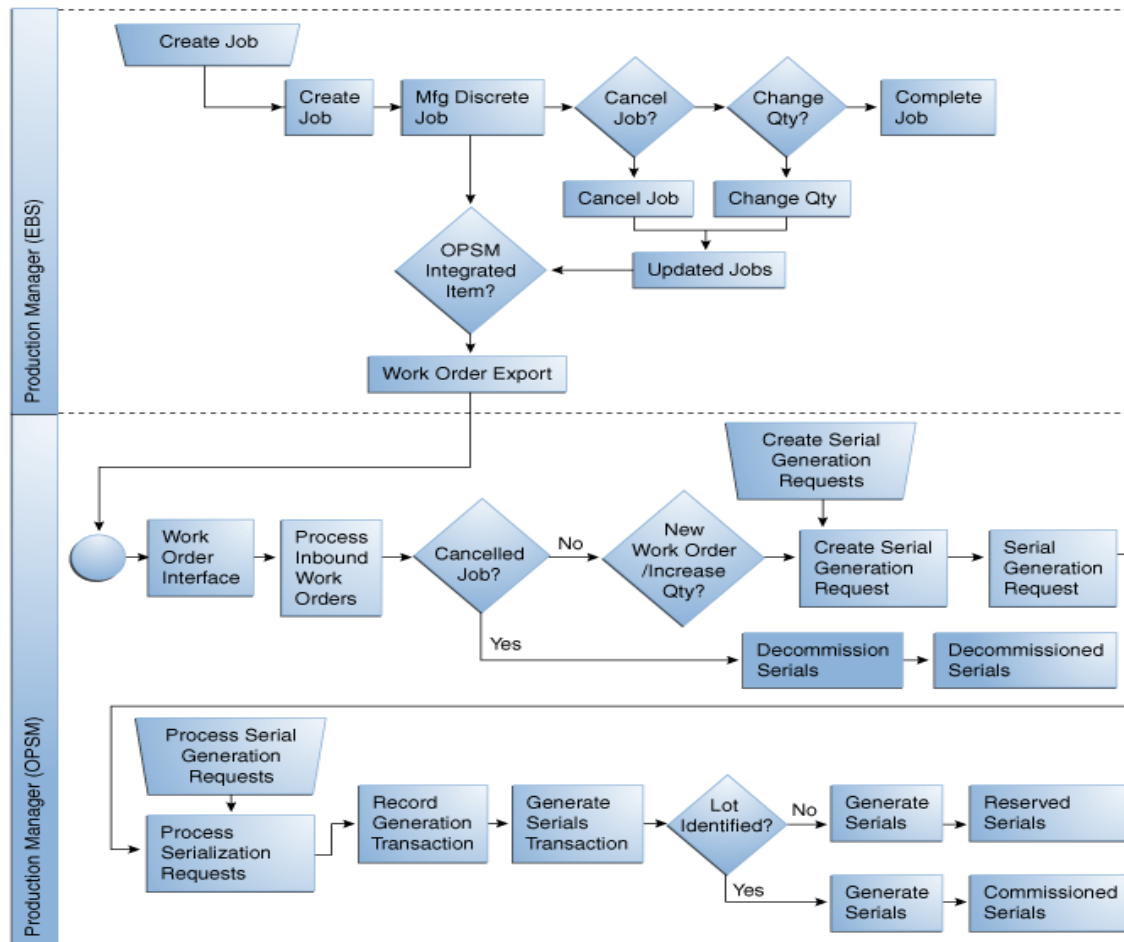 Production Manager (EBS)
Create Job
Create
Job
Mfg Discrete
Job
Cancel
Job?
Change
Qty?
Complete
Job
Cancel Job
Change Qty
OPSM
Integrated
Item?
Updated Jobs
Work Order Export
Production Manager (OPSM)
Create Serial
Generation
Requests
Work
Order
Interface
Process
Inbound
Work
Orders
Cancelled
Job?
No
New
Work Order
/Increase
Qty?
Create Serial
Generation
Request
Serial
Generation
Request
Yes
Decommission
Serials
Decommissioned
Serials
Process Serial
Generation
Requests
Process
Serialization
Requests
Record
Generation
Transaction
Generate
Serials
Transaction
Lot
Identified?
No
Generate
Serials
Reserved
Serials
Yes
Generate
Serials
Commissioned
Serials